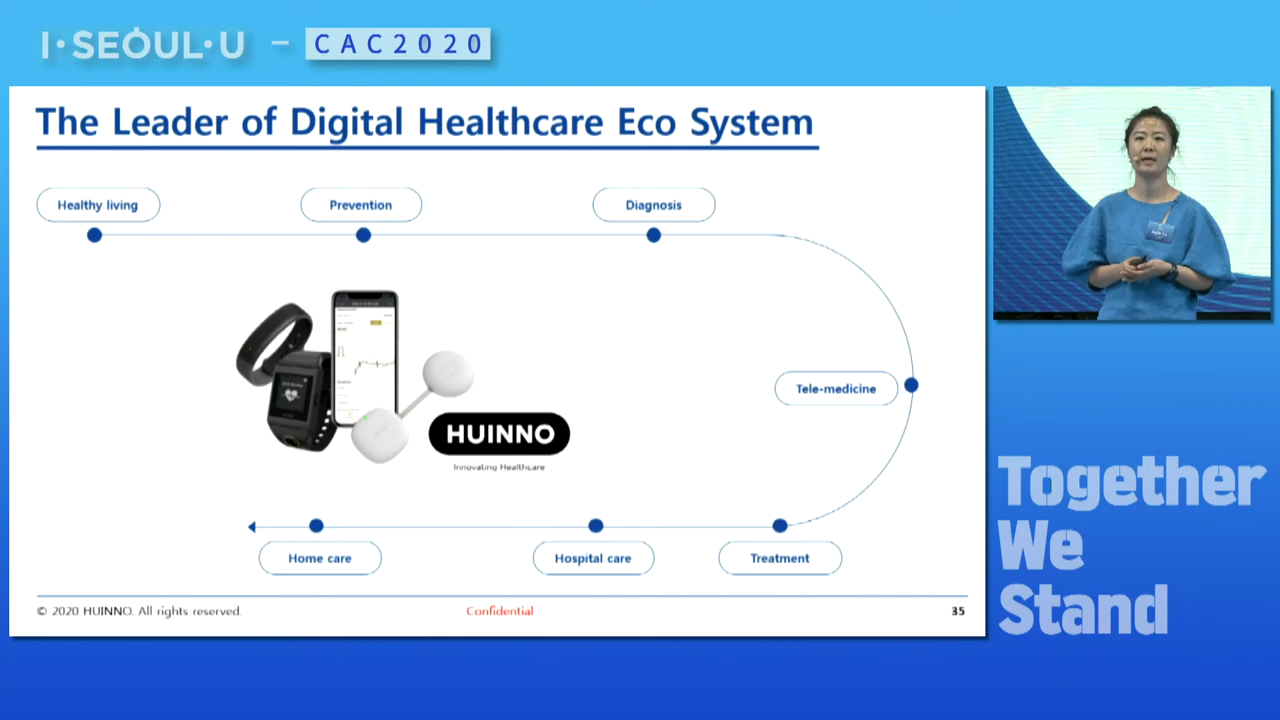 I·SEOUL·U – CAC2020
The Leader of Digital Healthcare Eco System
Healthy living
Prevention
Diagnosis
Tele-medicine
HUINNO
Innovating Healthcare
Home care
Hospital care
Treatment
© 2020 HUINNO. All rights reserved.
Confidential
35
Together
We
Stand